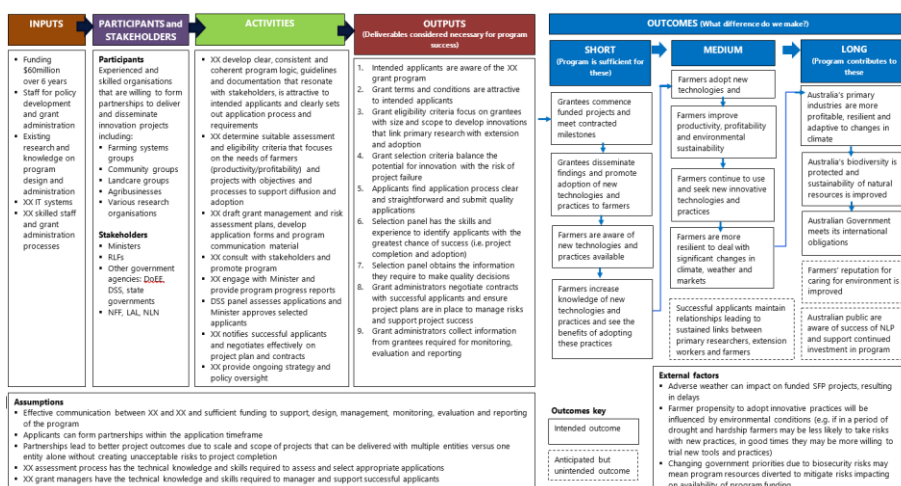 INPUTS
Funding
$60million
over 6 years
Staff for policy
development
and grant
administration
Existing
research and
knowledge on
program
design and
administration
XX IT systems
XX skilled staff
and grant
administration
processes
PARTICIPANTS and
STAKEHOLDERS
Participants
Experienced and
skilled organisations
that are willing to form
partnerships to deliver
and disseminate
innovation projects
including:
Farming systems
groups
Community groups
Landcare groups
Agribusinesses
Various research
organisations
Stakeholders
Ministers
RLFs
Other government
agencies: DoEE,
DSS, state
governments
NFF, LAL, NLN
ACTIVITIES
XX develop clear, consistent and
coherent program logic, guidelines
and documentation that resonate
with stakeholders, is attractive to
intended applicants and clearly sets
out application process and
requirements
XX determine suitable assessment
and eligibility criteria that focuses
on the needs of farmers
(productivity/profitability) and
projects with objectives and
processes to support diffusion and
adoption
XX draft grant management and risk
assessment plans, develop
application forms and program
communication material
XX consult with stakeholders and
promote program
XX engage with Minister and
provide program progress reports
DSS panel assesses applications and
Minister approves selected
applicants
XX notifies successful applicants
and negotiates effectively on
project plan and contracts
XX provide ongoing strategy and
policy oversight
OUTPUTS
(Deliverables considered necessary for program
success)
1. Intended applicants are aware of the XX
grant program
2. Grant terms and conditions are attractive
to intended applicants
3. Grant eligibility criteria focus on grantees
with size and scope to develop innovations
that link primary research with extension
and adoption
4. Grant selection criteria balance the
potential for innovation with the risk of
project failure
5. Applicants find application process clear
and straightforward and submit quality
applications
6. Selection panel has the skills and
experience to identify applicants with the
greatest chance of success (i.e. project
completion and adoption)
7. Selection panel obtains the information
they require to make quality decisions
8. Grant administrators negotiate contracts
with successful applicants and ensure
project plans are in place to manage risks
and support project success
9. Grant administrators collect information
from grantees required for monitoring,
evaluation and reporting
OUTCOMES (What difference do we make?)
SHORT
(Program is sufficient for
these)
Grantees commence
funded projects and
meet contracted
milestones
Grantees disseminate
findings and promote
adoption of new
technologies and
practices to farmers
Farmers are aware of
new technologies and
practices available
Farmers increase
knowledge of new
technologies and
practices and see the
benefits of adopting
these practices
MEDIUM
Farmers adopt new
technologies and
Farmers improve
productivity, profitability
and environmental
sustainability
Farmers continue to use
and seek new innovative
technologies and
practices
Farmers are more
resilient to deal with
significant changes in
climate, weather and
markets
Successful applicants maintain
relationships leading to
sustained links between
primary researchers, extension
workers and farmers
LONG
(Program contributes to
these
Australia's primary
industries are more
profitable, resilient and
adaptive to changes in
climate
Australia's biodiversity is
protected and
sustainability of natural
resources is improved
Australian Government
meets its international
obligations
Farmers' reputation for
caring for environment is
improved
Australian public are
aware of success of NLP
and support continued
investment in program
Assumptions
Effective communication between XX and XX and sufficient funding to support, design, management, monitoring, evaluation and reporting
of the program
Applicants can form partnerships within the application timeframe
Partnerships lead to better project outcomes due to scale and scope of projects that can be delivered with multiple entities versus one
entity alone without creating unacceptable risks to project completion
XX assessment process has the technical knowledge and skills required to assess and select appropriate applications
XX grant managers have the technical knowledge and skills required to manager and support successful applicants
Outcomes key
Intended outcome
Anticipated but
unintended outcome
External factors
Adverse weather can impact on funded SFP projects, resulting
in delays
Farmer propensity to adopt innovative practices will be
influenced by environmental conditions (e.g. if in a period of
drought and hardship farmers may be less likely to take risks
with new practices, in good times they may be more willing to
trial new tools and practices)
Changing government priorities due to biosecurity risks may
mean program resources diverted to mitigate risks impacting
on availability of program funding